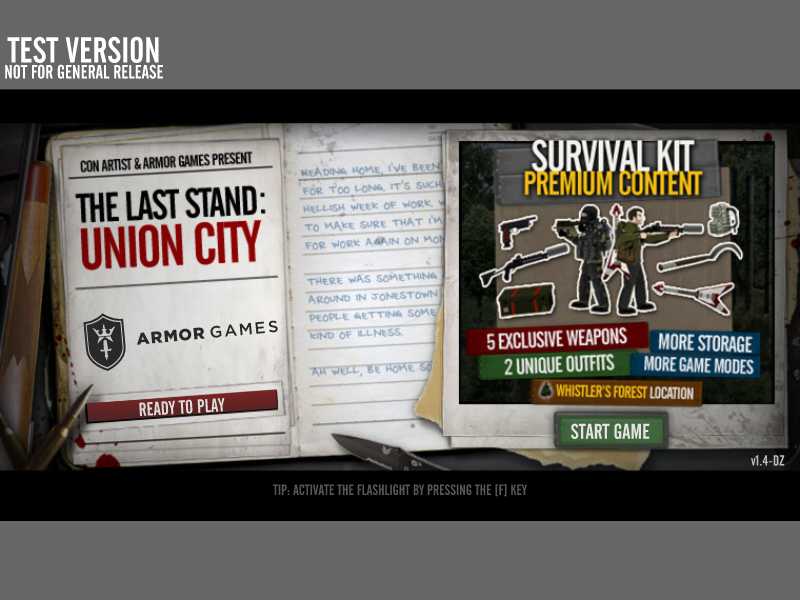 TEST VERSION
NOT FOR GENERAL RELEASE
CON ARTIST & ARMOR GAMES PRESENT
THE LAST STAND:
UNION CITY
ARMOR GAMES
READY TO PLAY
HEADING HOME, I'VE BEEN
FOR TOO LONG, IT'S SUCH
HELLISH WEEK OF WORK,
TO MAKE SURE THAT I'M
FOR WORK AGAIN ON MON
THERE WAS SOMETHING
AROUND IN JONESTOWN
PEOPLE GETTING SOME
KIND OF ILLNESS.
AH WELL, BE HOME SO
SURVIVAL KIT
PREMIUM CONTENT
5 EXCLUSIVE WEAPONS
MORE STORAGE
2 UNIQUE OUTFITS
MORE GAME MODES
WHISTLER'S FOREST LOCATION
START GAME
v1.4-DZ
TIP: ACTIVATE THE FLASHLIGHT BY PRESSING THE [F] KEY